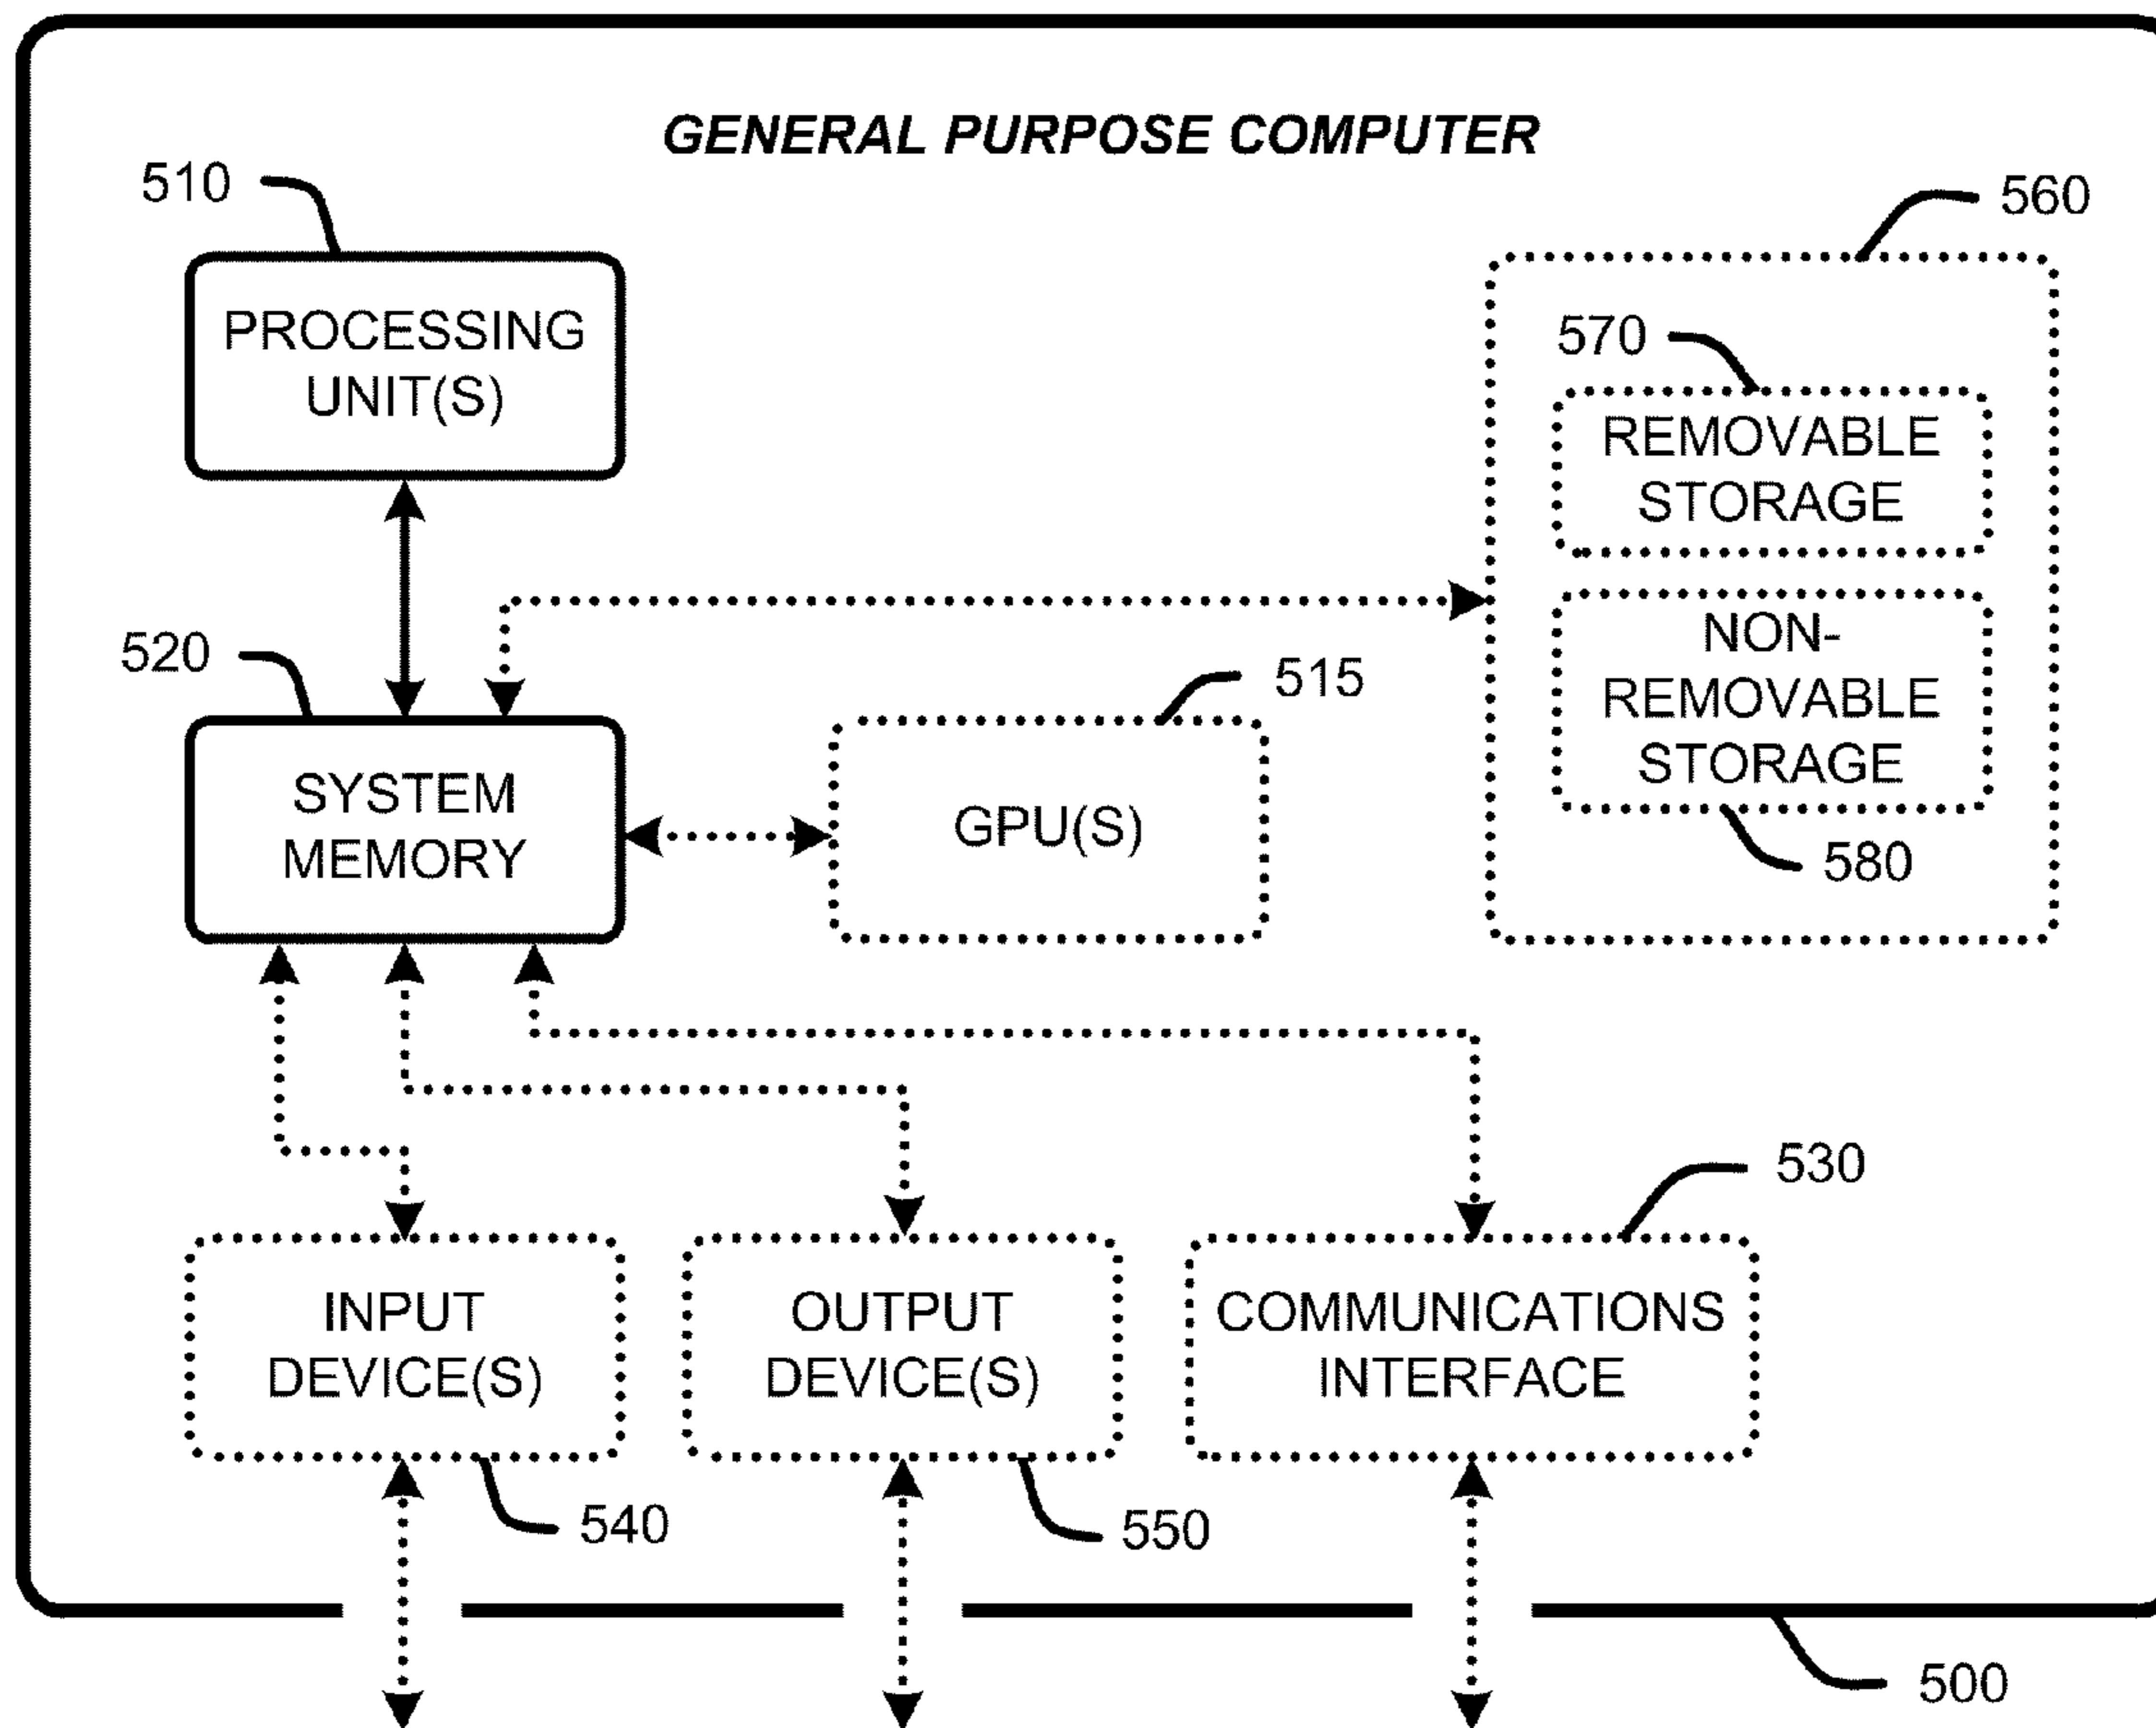 GENERAL PURPOSE COMPUTER
510
560
PROCESSING
UNIT(S)
570
REMOVABLE
STORAGE
520
515
NON-
REMOVABLE
STORAGE
SYSTEM
MEMORY
GPU(S)
580
530
INPUT
DEVICE(S)
OUTPUT
DEVICE(S)
COMMUNICATIONS
INTERFACE
540
550
500